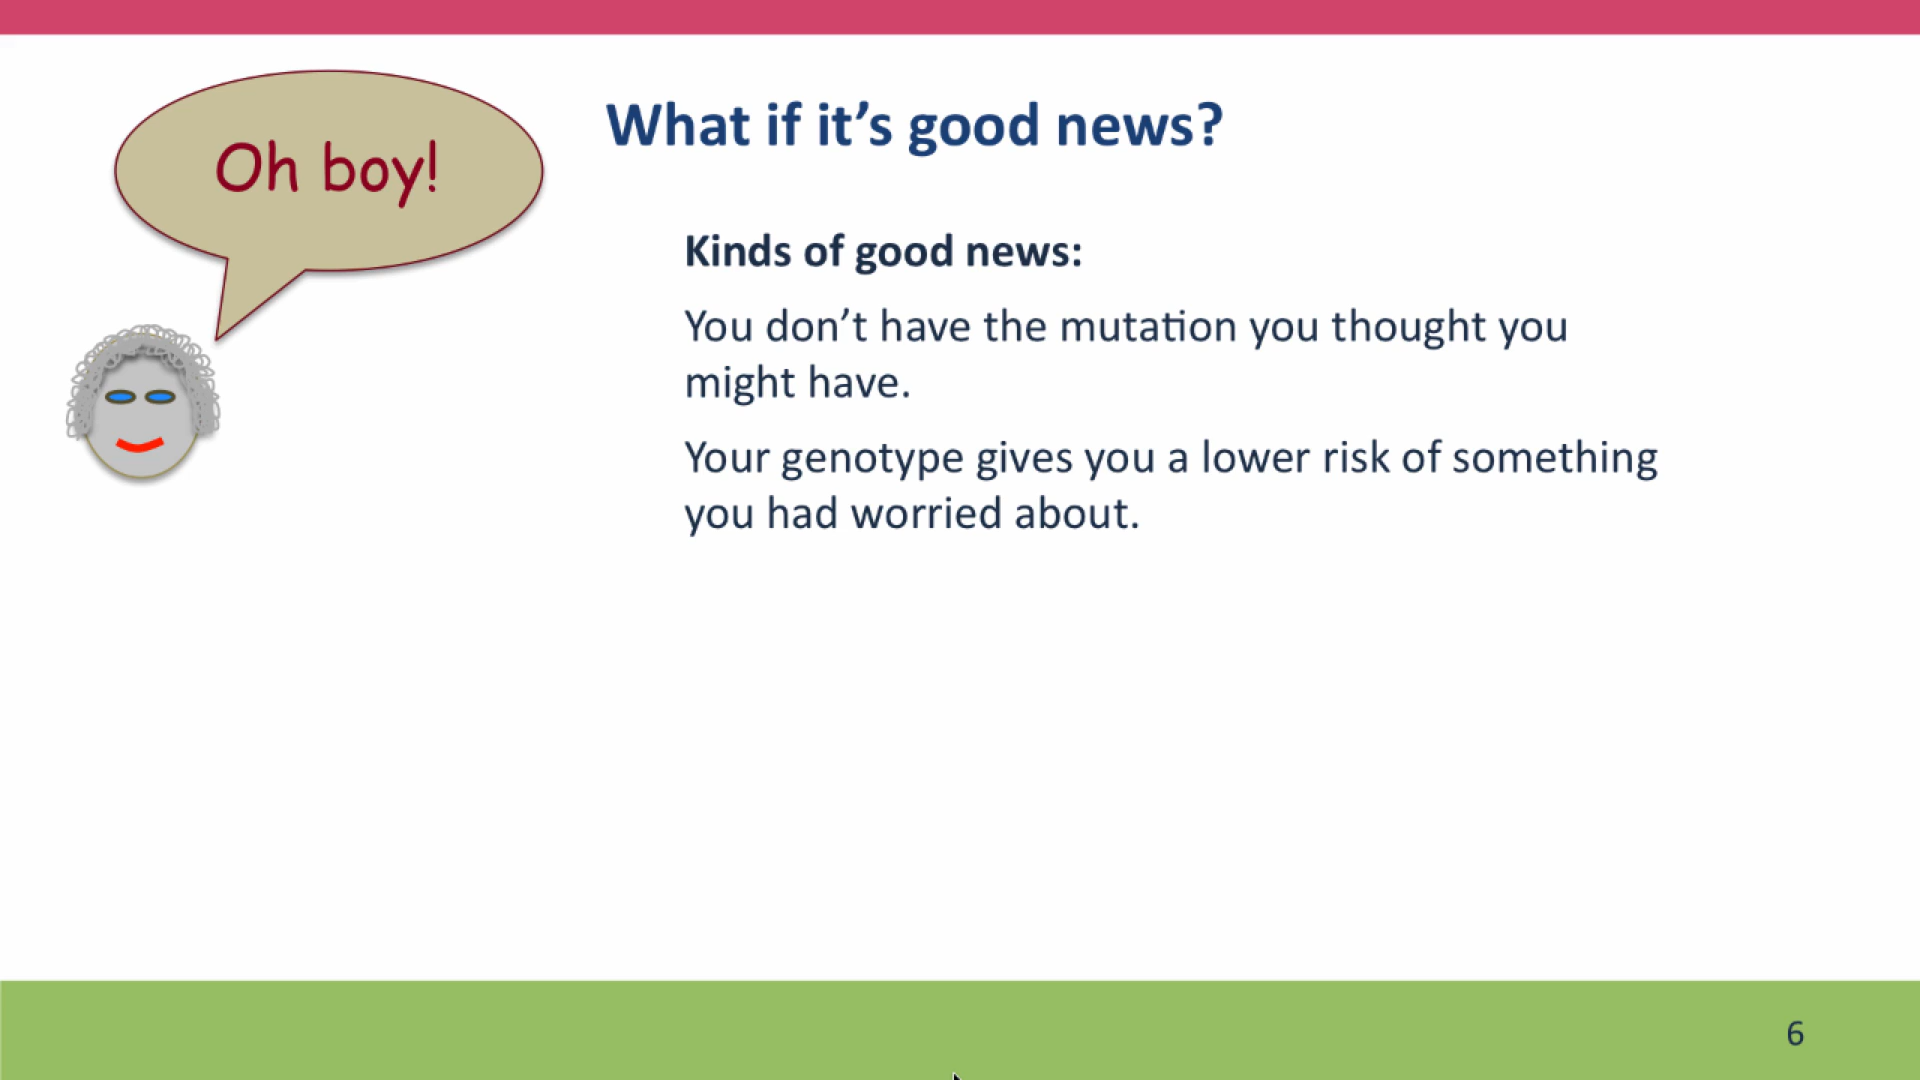 Oh boy!
What if it’s good news?
Kinds of good news:
You don’t have the mutation you thought you
might have.
Your genotype gives you a lower risk of something
you had worried about.
6